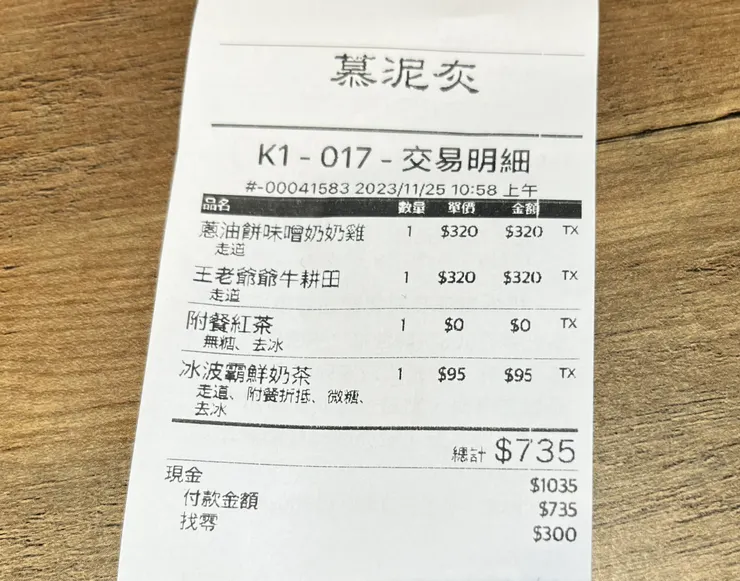 慕泥灰
K1 - 017 - 交易明細
#-00041583 2023/11/25 10:58 上午
品名 數量 單價 金額
蔥油餅味噌奶奶雞 1 $320 $320 TX
走道
王老爺爺牛耕田 1 $320 $320 TX
走道
附餐紅茶 1 $0 $0 TX
無糖、去冰
冰波霸鮮奶茶 1 $95 $95 TX
走道、附餐折抵、微糖、
去冰
總計 $735
現金 $1035
付款金額 $735
找零 $300